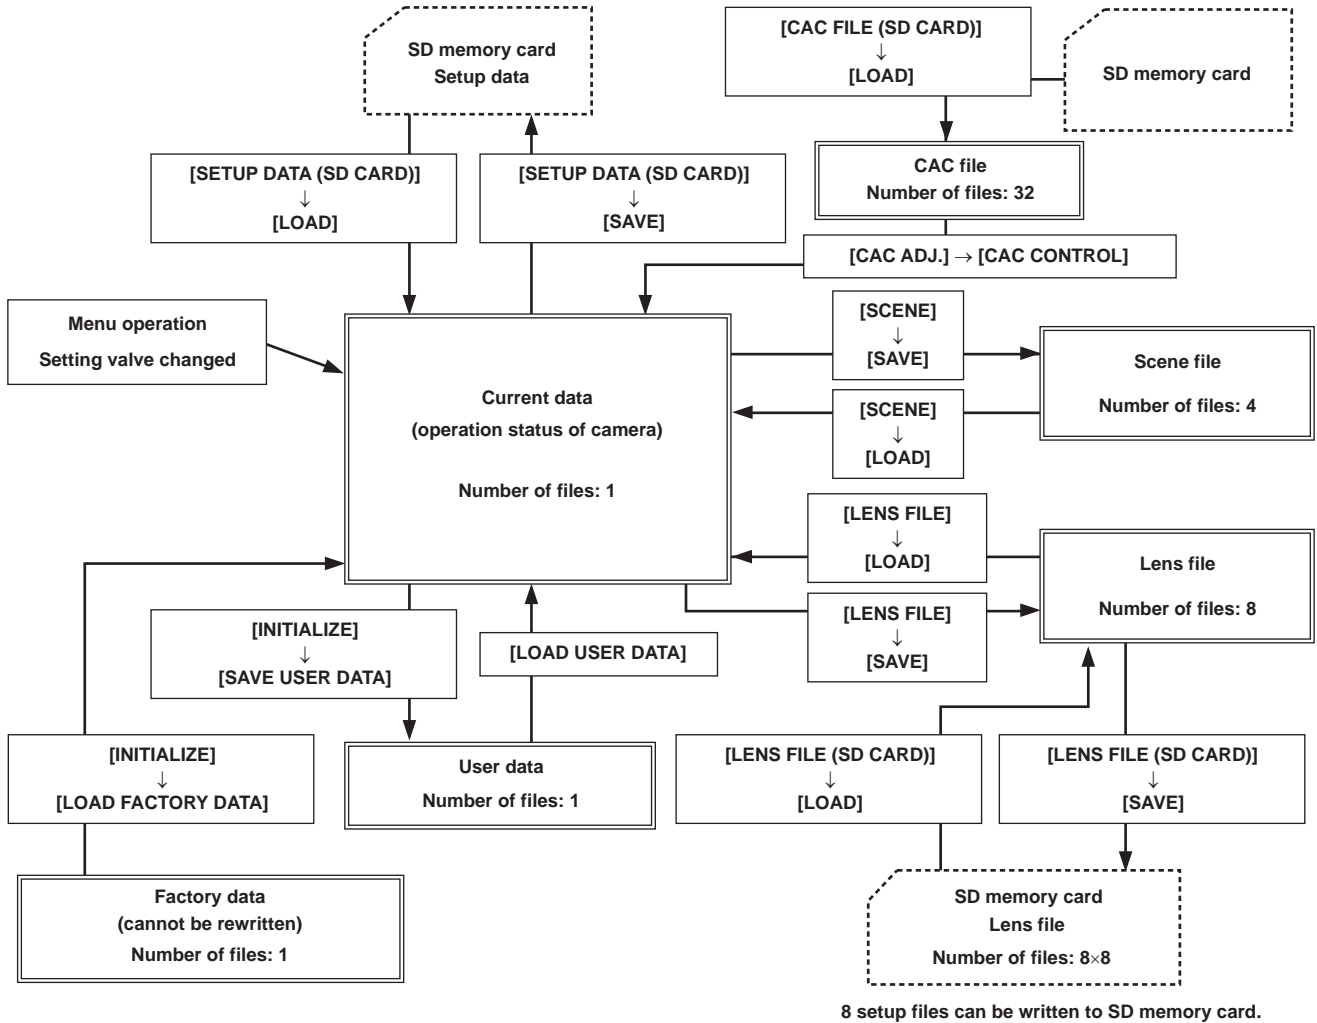 SD memory card
Setup data
[CAC FILE (SD CARD)]
↓
[LOAD]
SD memory card
[SETUP DATA (SD CARD)]
↓
[LOAD]
[SETUP DATA (SD CARD)]
↓
[SAVE]
CAC file
Number of files: 32
[CAC ADJ.] → [CAC CONTROL]
Menu operation
Setting valve changed
Current data
(operation status of camera)
Number of files: 1
[SCENE]
↓
[SAVE]
[SCENE]
↓
[LOAD]
Scene file
Number of files: 4
[LENS FILE]
↓
[LOAD]
[LENS FILE]
↓
[SAVE]
Lens file
Number of files: 8
[INITIALIZE]
↓
[SAVE USER DATA]
[LOAD USER DATA]
[INITIALIZE]
↓
[LOAD FACTORY DATA]
User data
Number of files: 1
[LENS FILE (SD CARD)]
↓
[LOAD]
[LENS FILE (SD CARD)]
↓
[SAVE]
Factory data
(cannot be rewritten)
Number of files: 1
SD memory card
Lens file
Number of files: 8×8
8 setup files can be written to SD memory card.